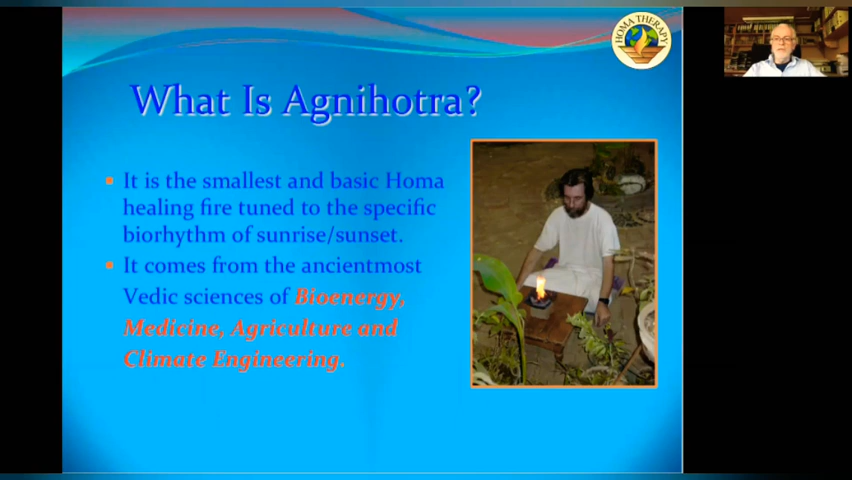 HOMA THERAPY
What Is Agnihotra?
It is the smallest and basic Homa
healing fire tuned to the specific
biorhythm of sunrise/sunset.
It comes from the ancientmost
Vedic sciences of Bioenergy,
Medicine, Agriculture and
Climate Engineering.